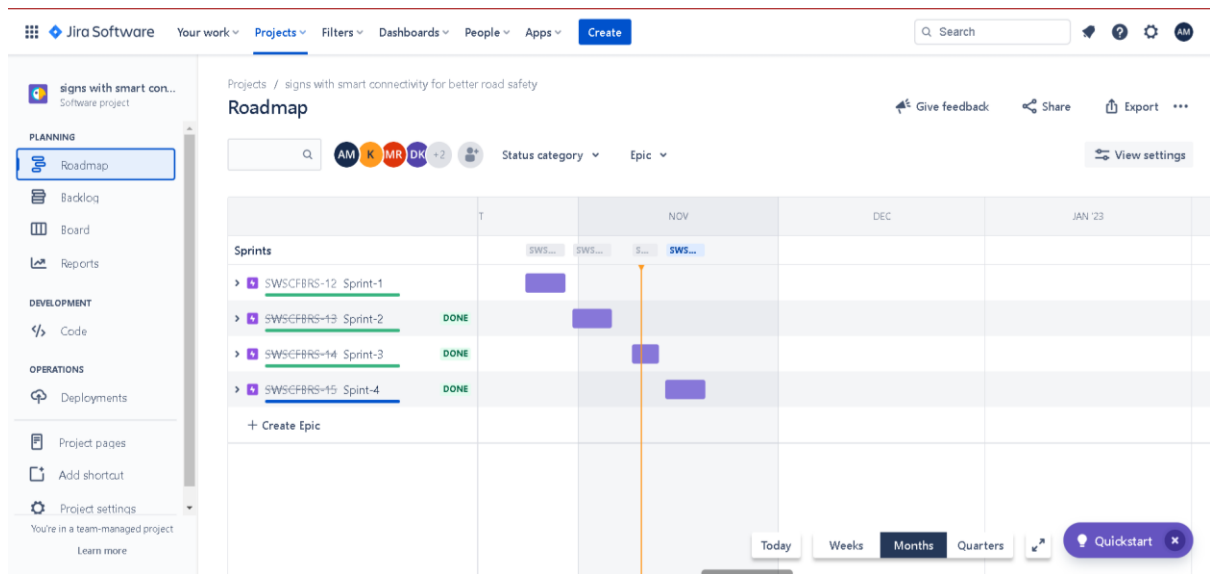 Jira Software Your work Projects Filters Dashboards People Apps Create Search AM
signs with smart con...
Software project
PLANNING
Roadmap
Backlog
Board
Reports
DEVELOPMENT
Code
OPERATIONS
Deployments
Project pages
Add shortcut
Project settings
You're in a team-managed project
Learn more
Projects / signs with smart connectivity for better road safety
Roadmap
Give feedback Share Export
AM K MR DK +2 Status category Epic View settings
T NOV DEC JAN '23
Sprints SWS... SWS... S... SWS...
SWSCFBRS-12 Sprint-1
SWSCFBRS-13 Sprint-2 DONE
SWSCFBRS-14 Sprint-3 DONE
SWSCFBRS-15 Spint-4 DONE
+ Create Epic
Today Weeks Months Quarters Quickstart